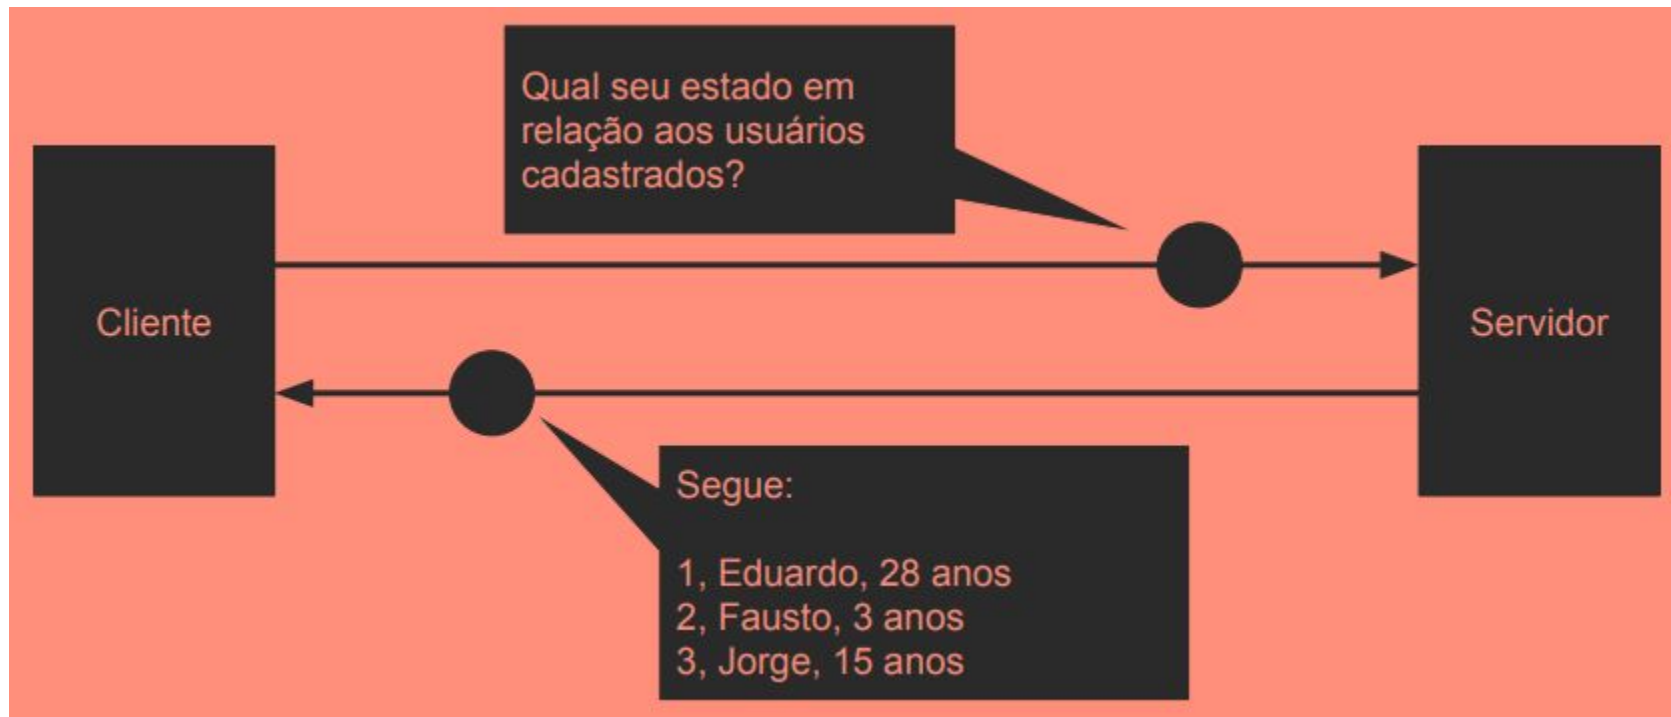 Qual seu estado em
relação aos usuários
cadastrados?
Cliente
Servidor
Segue:
1, Eduardo, 28 anos
2, Fausto, 3 anos
3, Jorge, 15 anos